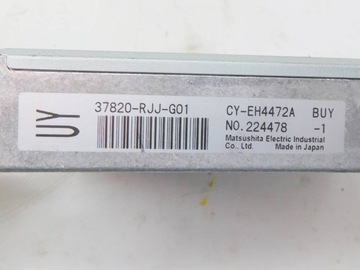 UY
37820-RJJ-G01 CY-EH4472A BUY
NO.224478 -1
Matsushita Electric Industrial
Co., Ltd. Made in Japan